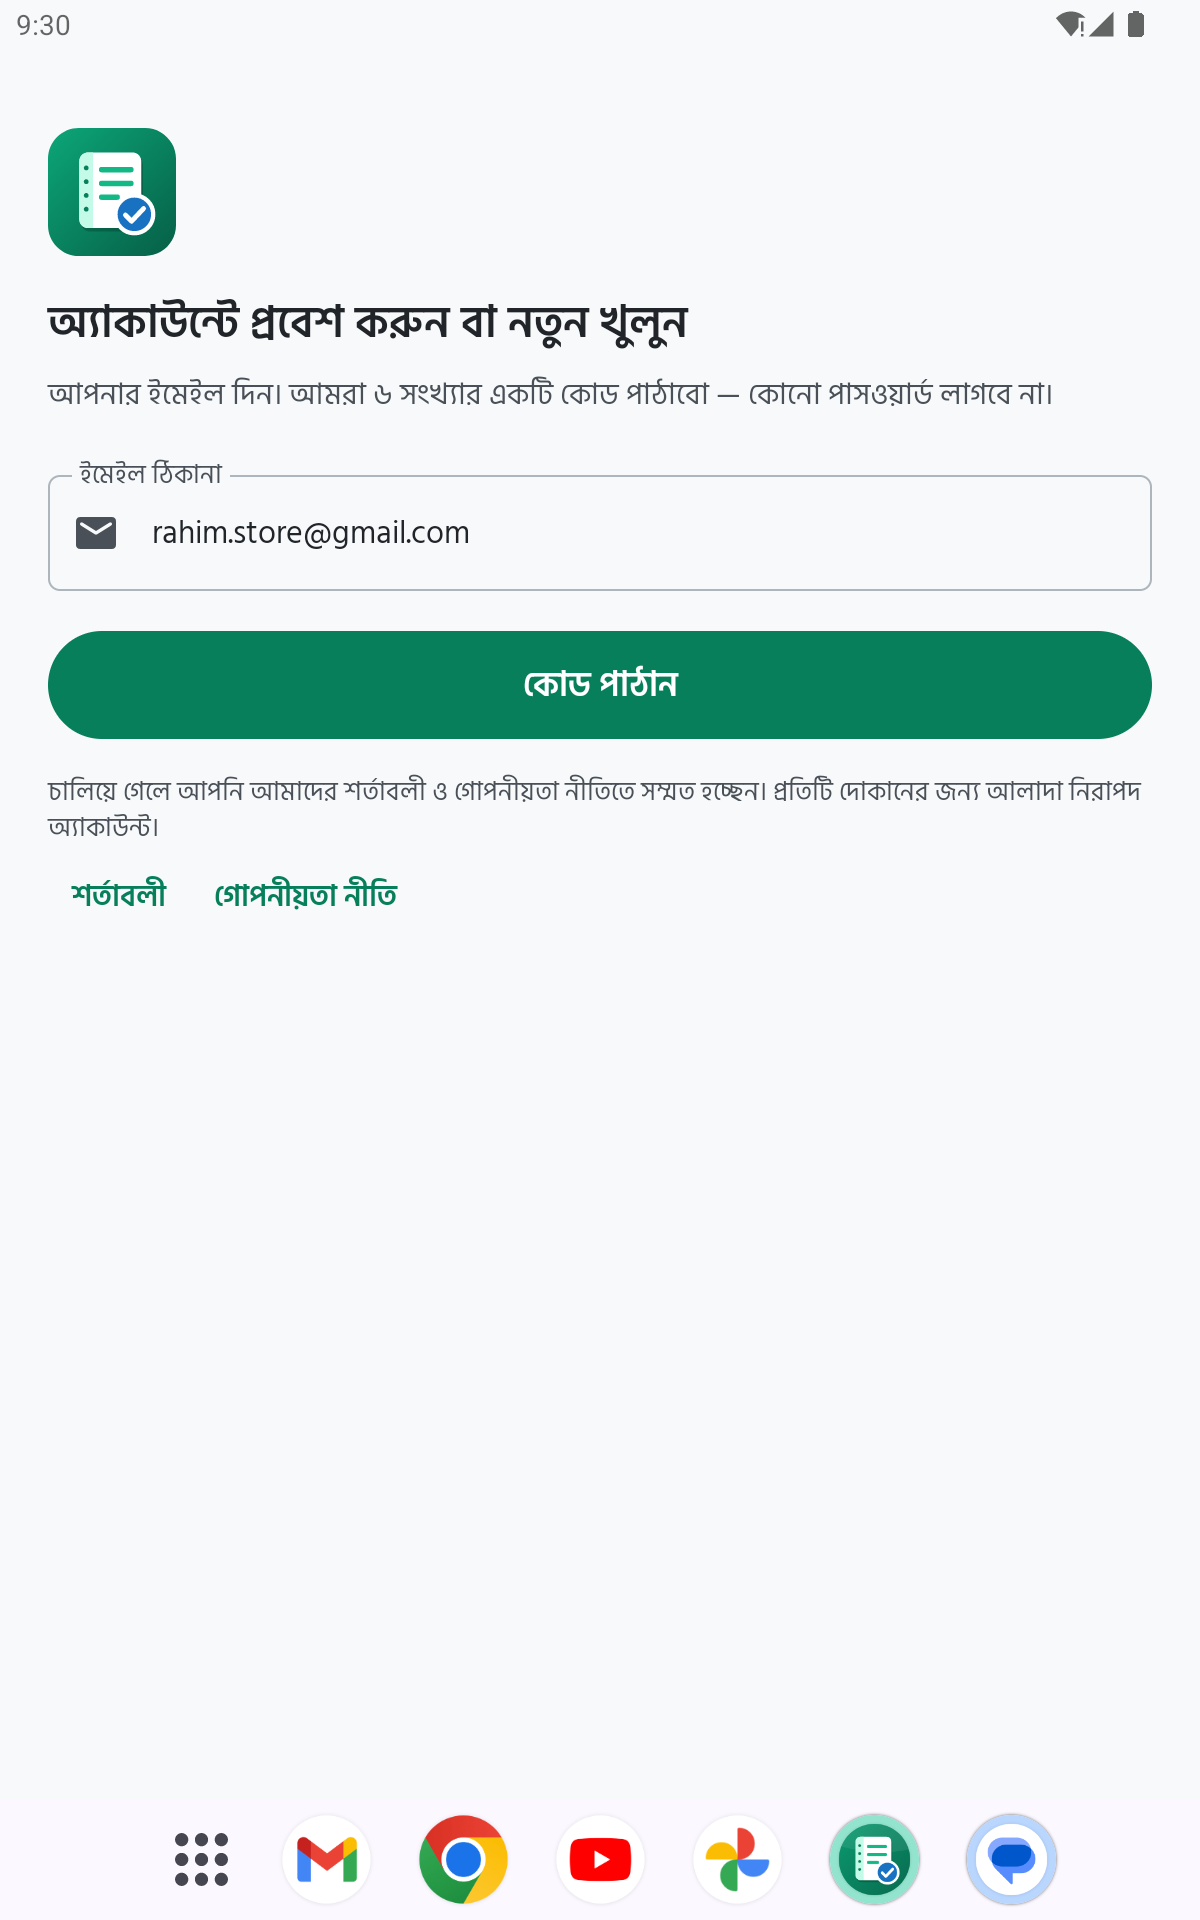 9:30
অ্যাকাউন্টে প্রবেশ করুন বা নতুন খুলুন
আপনার ইমেইল দিন। আমরা ৬ সংখ্যার একটি কোড পাঠাবো — কোনো পাসওয়ার্ড লাগবে না।
ইমেইল ঠিকানা
rahim.store@gmail.com
কোড পাঠান
চালিয়ে গেলে আপনি আমাদের শর্তাবলী ও গোপনীয়তা নীতিতে সম্মত হচ্ছেন। প্রতিটি দোকানের জন্য আলাদা নিরাপদ
অ্যাকাউন্ট।
শর্তাবলী গোপনীয়তা নীতি